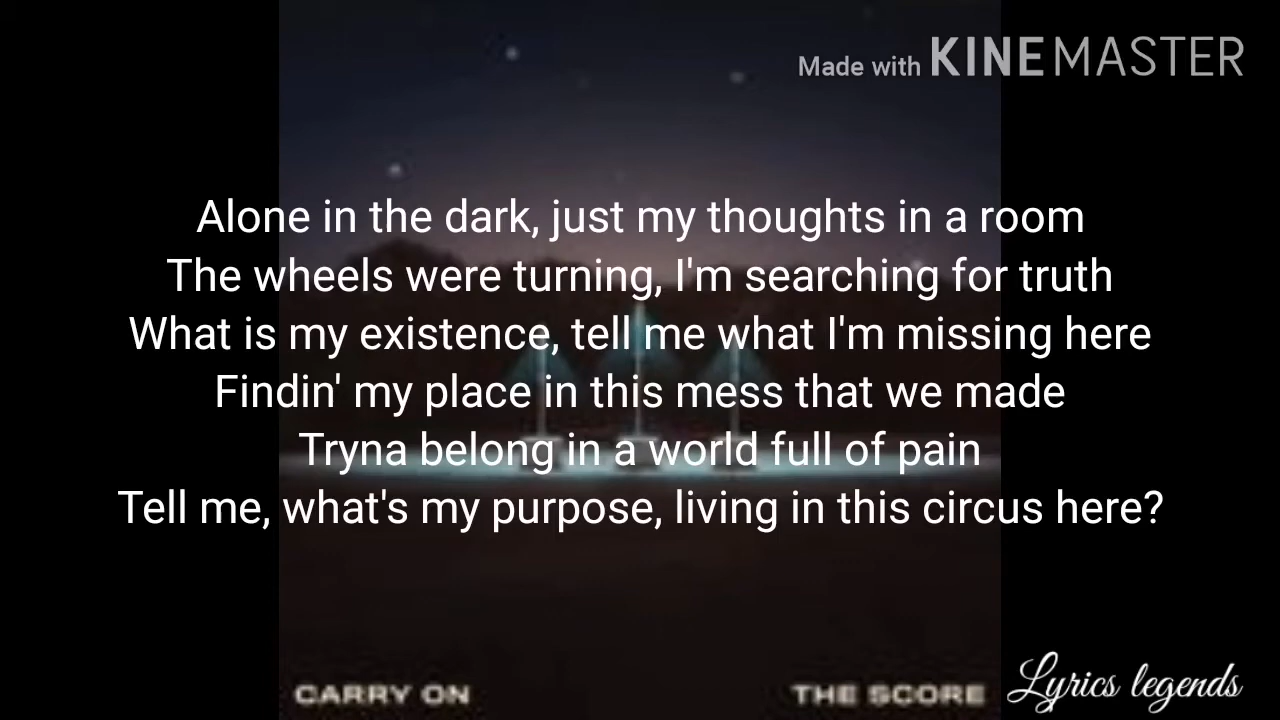 Made with KINEMASTER
Alone in the dark, just my thoughts in a room
The wheels were turning, I'm searching for truth
What is my existence, tell me what I'm missing here
Findin' my place in this mess that we made
Tryna belong in a world full of pain
Tell me, what's my purpose, living in this circus here?
CARRY ON
THE SCORE
Lyrics legends